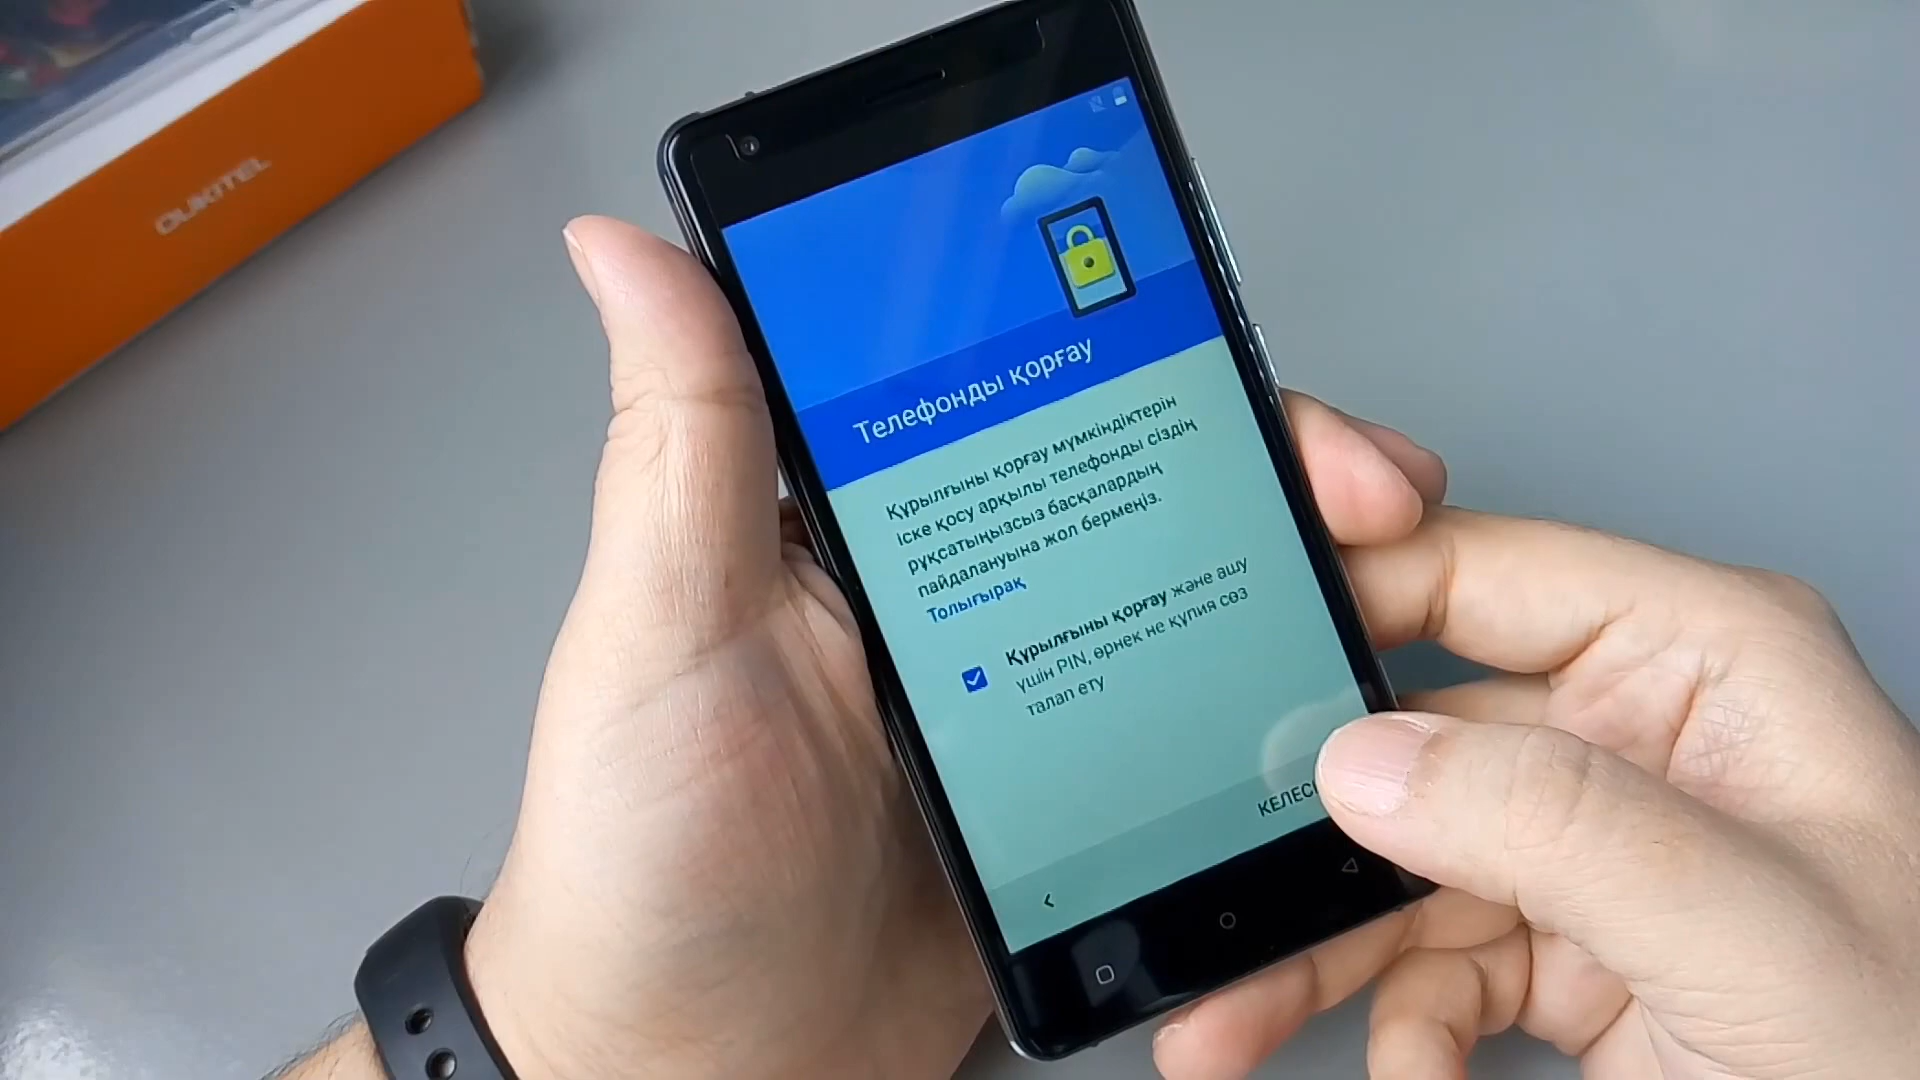 OUKITEL
Телефонды қорғау
Құрылғыны қорғау мүмкіндіктерін
іске қосу арқылы телефонды сіздің
рұқсатыңызсыз басқалардың
пайдалануына жол бермеңіз.
Толығырақ
Құрылғыны қорғау және ашу
үшін PIN, өрнек не құпия сөз
талап ету